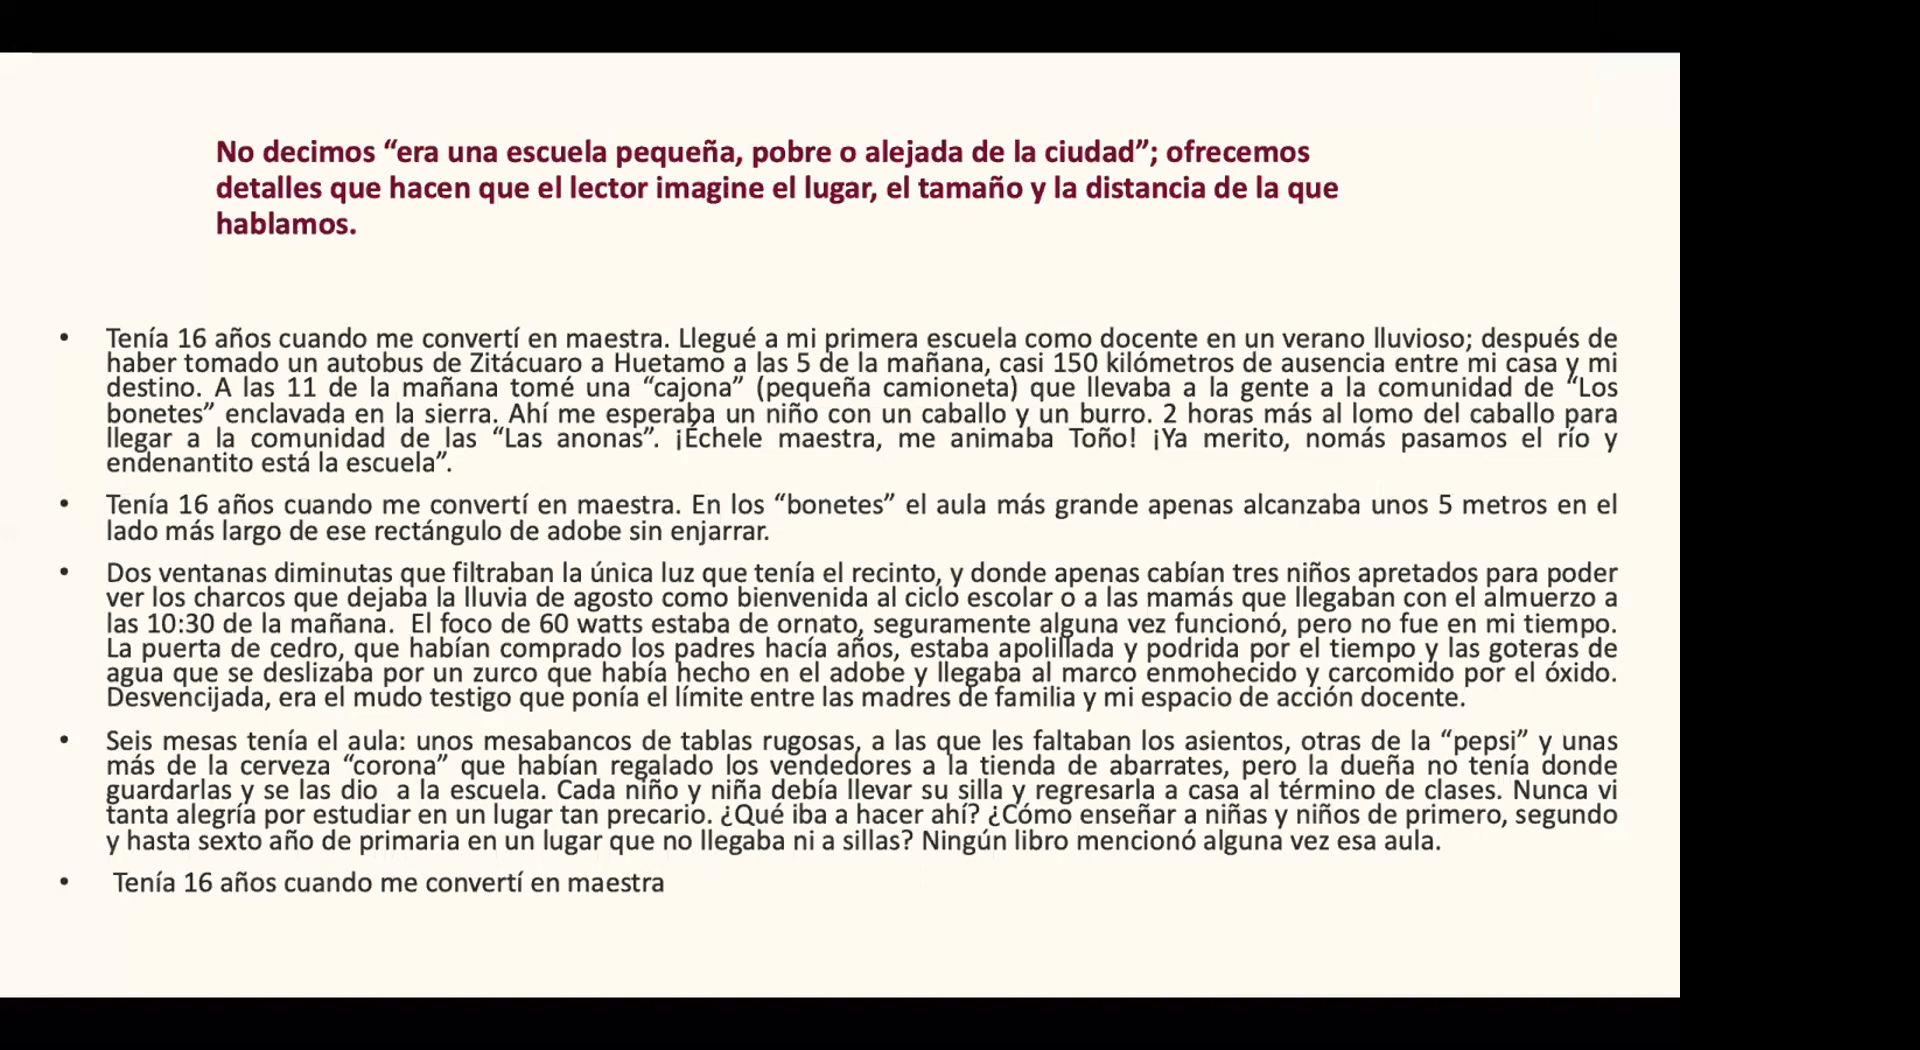 No decimos “era una escuela pequeña, pobre o alejada de la ciudad”; ofrecemos
detalles que hacen que el lector imagine el lugar, el tamaño y la distancia de la que
hablamos.
• Tenía 16 años cuando me convertí en maestra. Llegué a mi primera escuela como docente en un verano lluvioso; después de
haber tomado un autobus de Zitácuaro a Huetamo a las 5 de la mañana, casi 150 kilómetros de ausencia entre mi casa y mi
destino. A las 11 de la mañana tomé una “cajona” (pequeña camioneta) que llevaba a la gente a la comunidad de “Los
bonetes” enclavada en la sierra. Ahí me esperaba un niño con un caballo y un burro. 2 horas más al lomo del caballo para
llegar a la comunidad de las “Las anonas”. ¡Échele maestra, me animaba Toño! ¡Ya merito, nomás pasamos el río y
endenantito está la escuela”.
• Tenía 16 años cuando me convertí en maestra. En los “bonetes” el aula más grande apenas alcanzaba unos 5 metros en el
lado más largo de ese rectángulo de adobe sin enjarrar.
• Dos ventanas diminutas que filtraban la única luz que tenía el recinto, y donde apenas cabían tres niños apretados para poder
ver los charcos que dejaba la lluvia de agosto como bienvenida al ciclo escolar o a las mamás que llegaban con el almuerzo a
las 10:30 de la mañana.  El foco de 60 watts estaba de ornato, seguramente alguna vez funcionó, pero no fue en mi tiempo.
La puerta de cedro, que habían comprado los padres hacía años, estaba apolillada y podrida por el tiempo y las goteras de
agua que se deslizaba por un zurco que había hecho en el adobe y llegaba al marco enmohecido y carcomido por el óxido.
Desvencijada, era el mudo testigo que ponía el límite entre las madres de familia y mi espacio de acción docente.
• Seis mesas tenía el aula: unos mesabancos de tablas rugosas, a las que les faltaban los asientos, otras de la “pepsi” y unas
más de la cerveza “corona” que habían regalado los vendedores a la tienda de abarrates, pero la dueña no tenía donde
guardarlas y se las dio  a la escuela. Cada niño y niña debía llevar su silla y regresarla a casa al término de clases. Nunca vi
tanta alegría por estudiar en un lugar tan precario. ¿Qué iba a hacer ahí? ¿Cómo enseñar a niñas y niños de primero, segundo
y hasta sexto año de primaria en un lugar que no llegaba ni a sillas? Ningún libro mencionó alguna vez esa aula.
• Tenía 16 años cuando me convertí en maestra